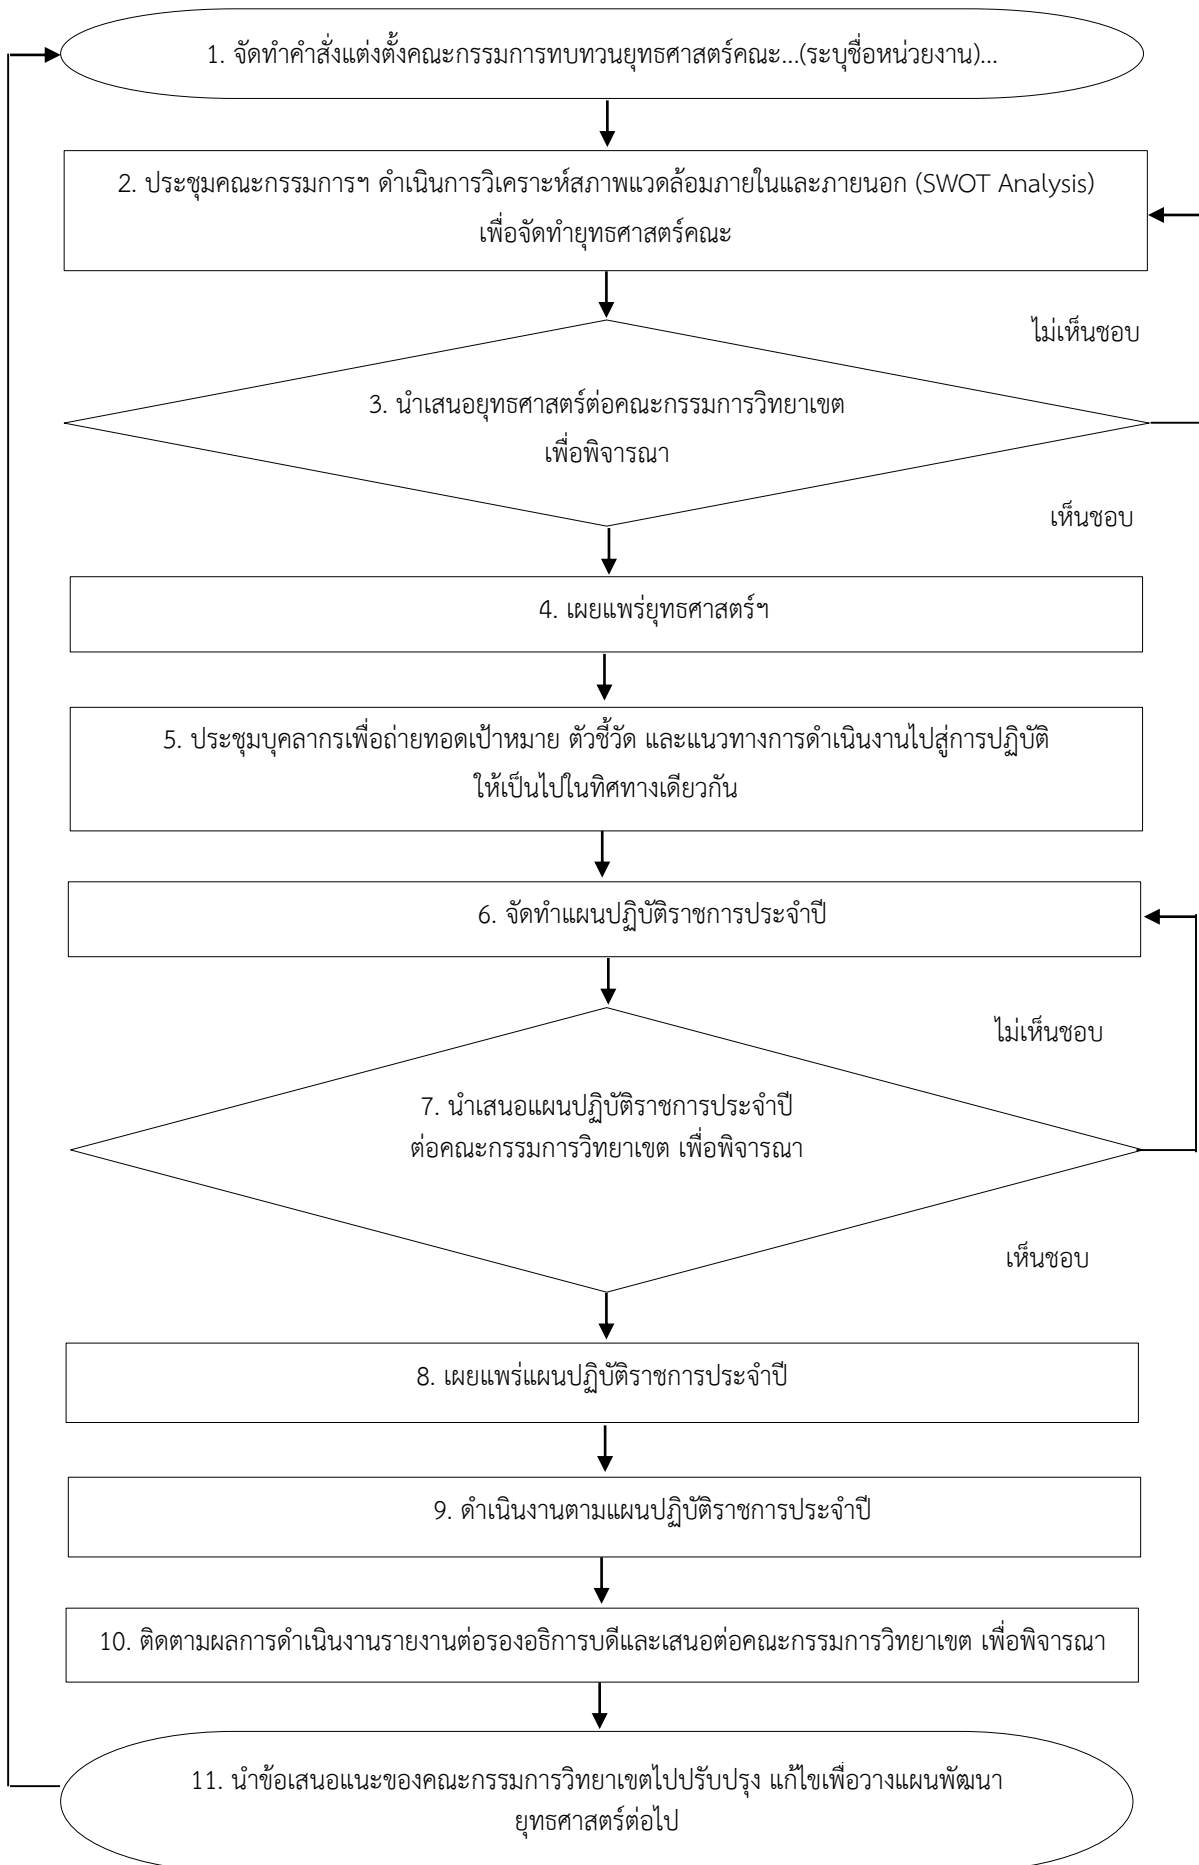 1. จัดทำคำสั่งแต่งตั้งคณะกรรมการทบทวนยุทธศาสตร์คณะ...(ระบุชื่อหน่วยงาน)...
2. ประชุมคณะกรรมการฯ ดำเนินการวิเคราะห์สภาพแวดล้อมภายในและภายนอก (SWOT Analysis)
เพื่อจัดทำยุทธศาสตร์คณะ
ไม่เห็นชอบ
3. นำเสนอยุทธศาสตร์ต่อคณะกรรมการวิทยาเขต
เพื่อพิจารณา
เห็นชอบ
4. เผยแพร่ยุทธศาสตร์ฯ
5. ประชุมบุคลากรเพื่อถ่ายทอดเป้าหมาย ตัวชี้วัด และแนวทางการดำเนินงานไปสู่การปฏิบัติ
ให้เป็นไปในทิศทางเดียวกัน
6. จัดทำแผนปฏิบัติราชการประจำปี
ไม่เห็นชอบ
7. นำเสนอแผนปฏิบัติราชการประจำปี
ต่อคณะกรรมการวิทยาเขต เพื่อพิจารณา
เห็นชอบ
8. เผยแพร่แผนปฏิบัติราชการประจำปี
9. ดำเนินงานตามแผนปฏิบัติราชการประจำปี
10. ติดตามผลการดำเนินงานรายงานต่อรองอธิการบดีและเสนอต่อคณะกรรมการวิทยาเขต เพื่อพิจารณา
11. นำข้อเสนอแนะของคณะกรรมการวิทยาเขตไปปรับปรุง แก้ไขเพื่อวางแผนพัฒนา
ยุทธศาสตร์ต่อไป